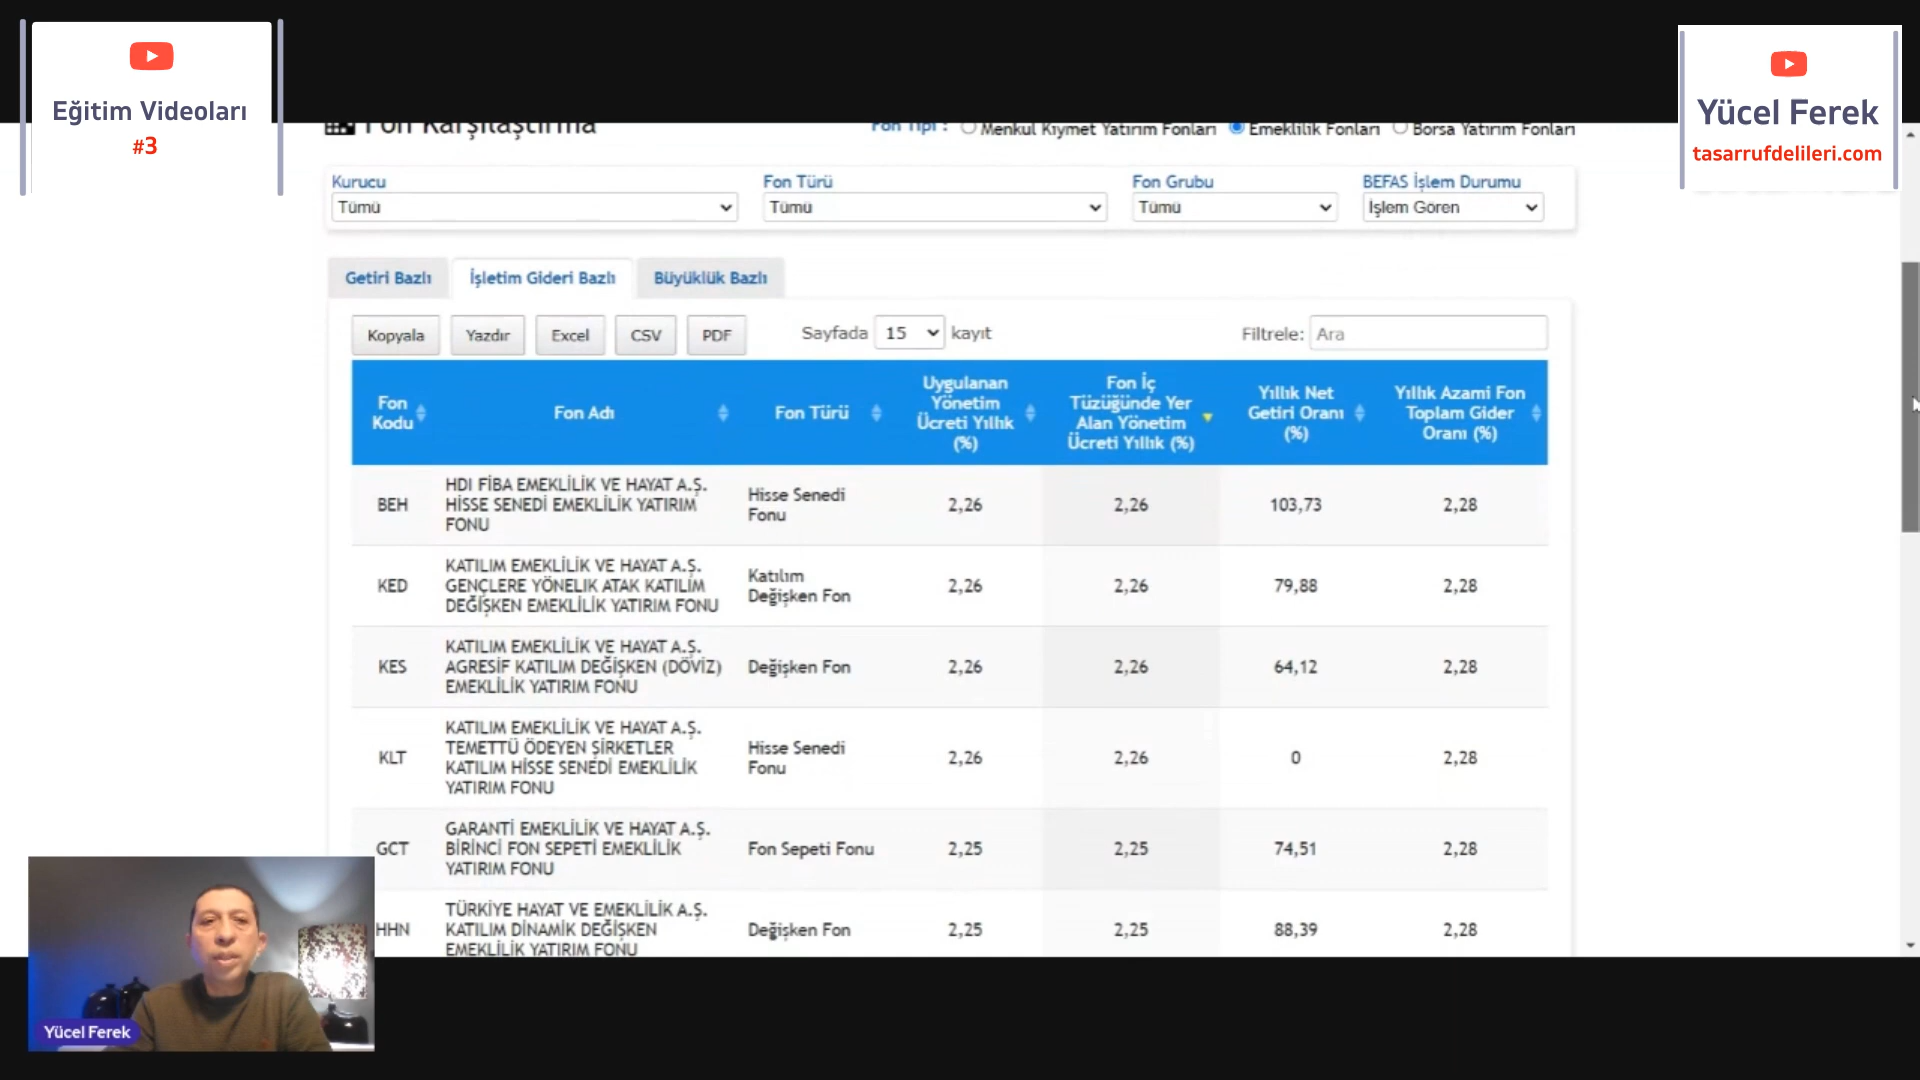 Eğitim Videoları
#3
Yücel Ferek
tasarrufdelileri.com
Fon Karşılaştırma
Fon Tipi : Menkul Kıymet Yatırım Fonları Emeklilik Fonları Borsa Yatırım Fonları
Kurucu Fon Türü Fon Grubu BEFAS İşlem Durumu
Tümü Tümü Tümü İşlem Gören
Getiri Bazlı İşletim Gideri Bazlı Büyüklük Bazlı
Kopyala Yazdır Excel CSV PDF Sayfada 15 kayıt Filtrele: Ara
Fon
Kodu
Fon Adı
Fon Türü
Uygulanan
Yönetim
Ücreti Yıllık
(%)
Fon İç
Tüzüğünde Yer
Alan Yönetim
Ücreti Yıllık (%)
Yıllık Net
Getiri Oranı
(%)
Yıllık Azami Fon
Toplam Gider
Oranı (%)
BEH
HDI FİBA EMEKLİLİK VE HAYAT A.Ş.
HİSSE SENEDİ EMEKLİLİK YATIRIM
FONU
Hisse Senedi
Fonu
2,26 2,26 103,73 2,28
KED
KATILIM EMEKLİLİK VE HAYAT A.Ş.
GENÇLERE YÖNELIK ATAK KATILIM
DEĞİŞKEN EMEKLİLİK YATIRIM FONU
Katılım
Değişken Fon
2,26 2,26 79,88 2,28
KES
KATILIM EMEKLİLİK VE HAYAT A.Ş.
AGRESİF KATILIM DEĞİŞKEN (DÖVİZ)
EMEKLİLİK YATIRIM FONU
Değişken Fon
2,26 2,26 64,12 2,28
KLT
KATILIM EMEKLİLİK VE HAYAT A.Ş.
TEMETTÜ ÖDEYEN ŞİRKETLER
KATILIM HİSSE SENEDİ EMEKLİLİK
YATIRIM FONU
Hisse Senedi
Fonu
2,26 2,26 0 2,28
GCT
GARANTİ EMEKLİLİK VE HAYAT A.Ş.
BİRİNCİ FON SEPETİ EMEKLİLİK
YATIRIM FONU
Fon Sepeti Fonu
2,25 2,25 74,51 2,28
HHN
TÜRKİYE HAYAT VE EMEKLİLİK A.Ş.
KATILIM DİNAMİK DEĞİŞKEN
EMEKLİLİK YATIRIM FONU
Değişken Fon
2,25 2,25 88,39 2,28
Yücel Ferek